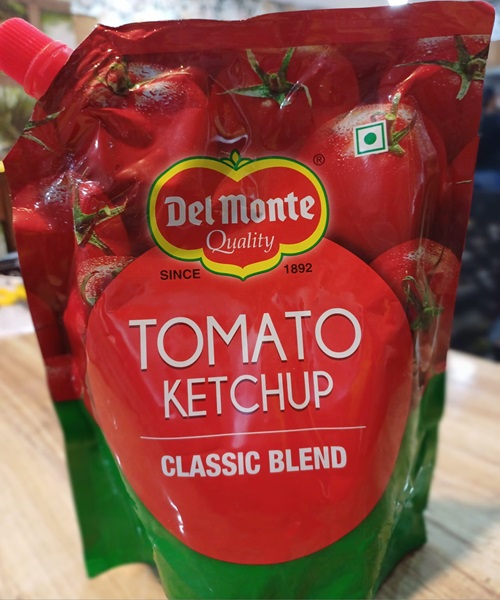 ®
Del Monte
Quality
SINCE 1892
TOMATO
KETCHUP
CLASSIC BLEND